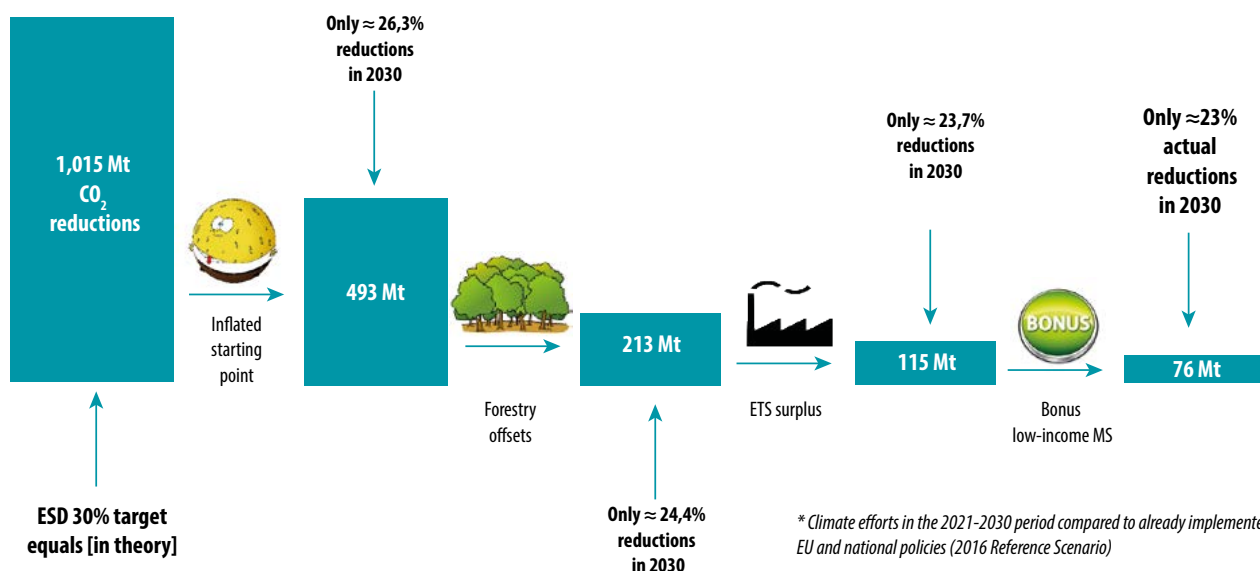 1,015 Mt
CO2
reductions
ESD 30% target
equals [in theory]
Inflated
starting
point
Only ≈ 26,3%
reductions
in 2030
493 Mt
Forestry
offsets
213 Mt
Only ≈ 24,4%
reductions
in 2030
ETS surplus
Only ≈ 23,7%
reductions
in 2030
115 Mt
BONUS
Bonus
low-income MS
Only ≈23%
actual
reductions
in 2030
76 Mt
* Climate efforts in the 2021-2030 period compared to already implemente
EU and national policies (2016 Reference Scenario)